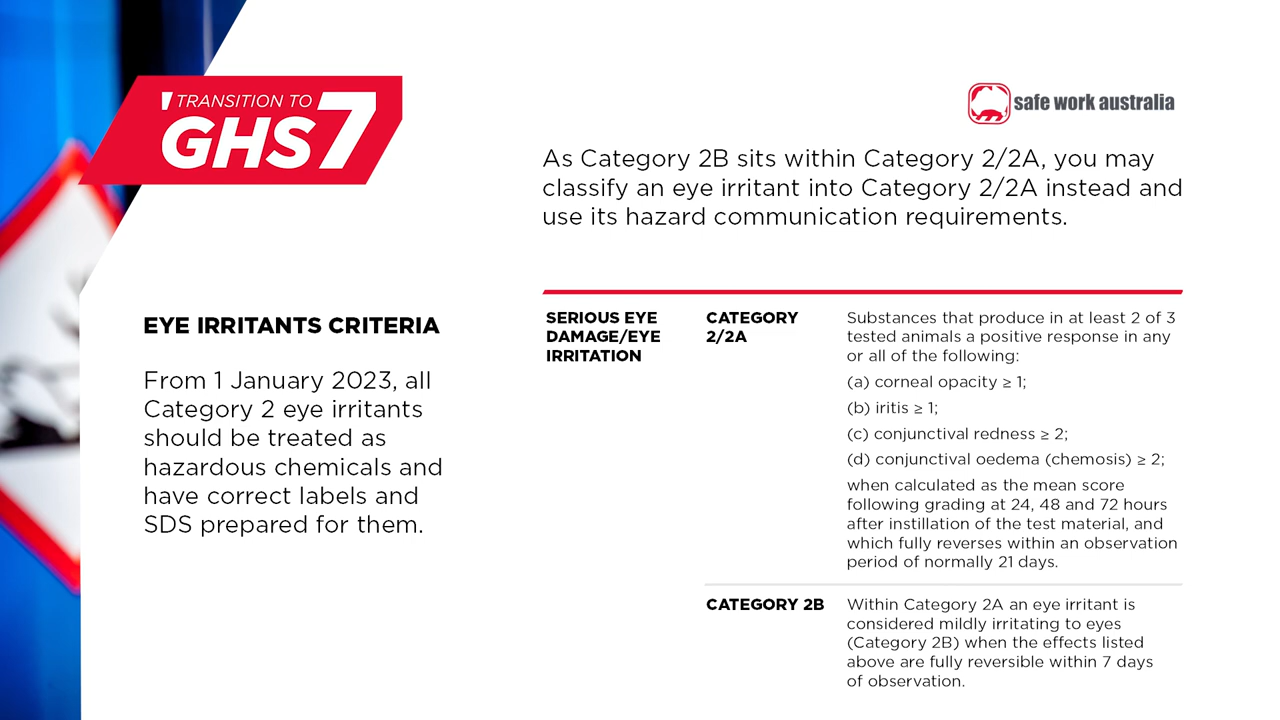 TRANSITION TO
GHS7
safe work australia
As Category 2B sits within Category 2/2A, you may
classify an eye irritant into Category 2/2A instead and
use its hazard communication requirements.
EYE IRRITANTS CRITERIA
From 1 January 2023, all
Category 2 eye irritants
should be treated as
hazardous chemicals and
have correct labels and
SDS prepared for them.
SERIOUS EYE
DAMAGE/EYE
IRRITATION
CATEGORY
2/2A
Substances that produce in at least 2 of 3
tested animals a positive response in any
or all of the following:
(a) corneal opacity ≥ 1;
(b) iritis ≥ 1;
(c) conjunctival redness ≥ 2;
(d) conjunctival oedema (chemosis) ≥ 2;
when calculated as the mean score
following grading at 24, 48 and 72 hours
after instillation of the test material, and
which fully reverses within an observation
period of normally 21 days.
CATEGORY 2B
Within Category 2A an eye irritant is
considered mildly irritating to eyes
(Category 2B) when the effects listed
above are fully reversible within 7 days
of observation.